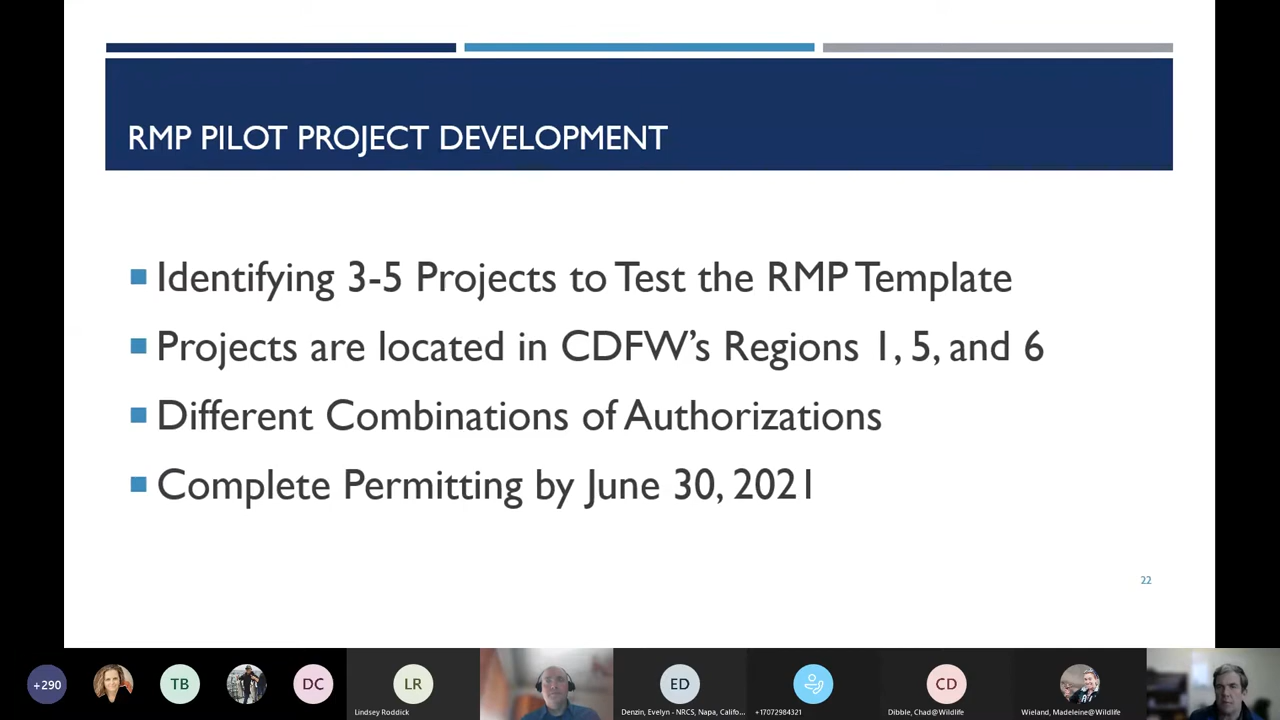 RMP PILOT PROJECT DEVELOPMENT
Identifying 3-5 Projects to Test the RMP Template
Projects are located in CDFW’s Regions 1, 5, and 6
Different Combinations of Authorizations
Complete Permitting by June 30, 2021
22
+290
TB
DC
LR
ED
CD
Lindsey Roddick
Denzin, Evelyn - NRCS, Napa, Califo...
+17072984321
Dibble, Chad@Wildlife
Wieland, Madeleine@Wildlife